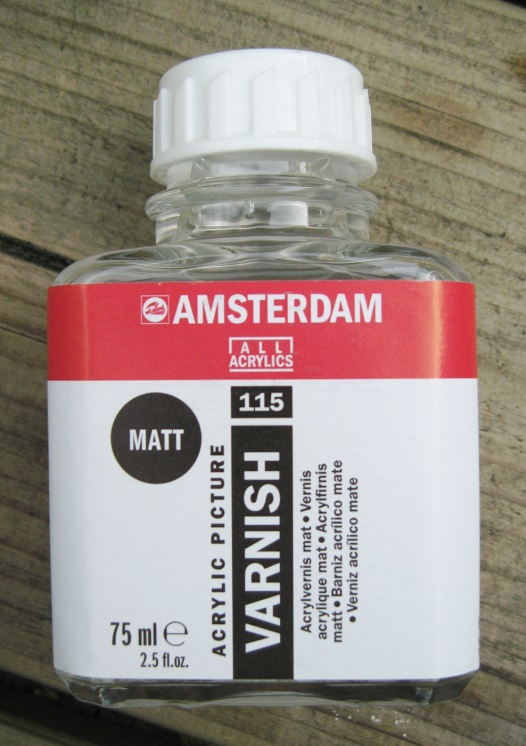 AMSTERDAM
ALL
ACRYLICS
115
MATT
ACRYLIC PICTURE
VARNISH
Acrylvernis mat • Vernis
acrylique mat • Acrylfirnis
matt • Barniz acrílico mate
• Verniz acrílico mate
75 ml ℮
2.5 fl.oz.